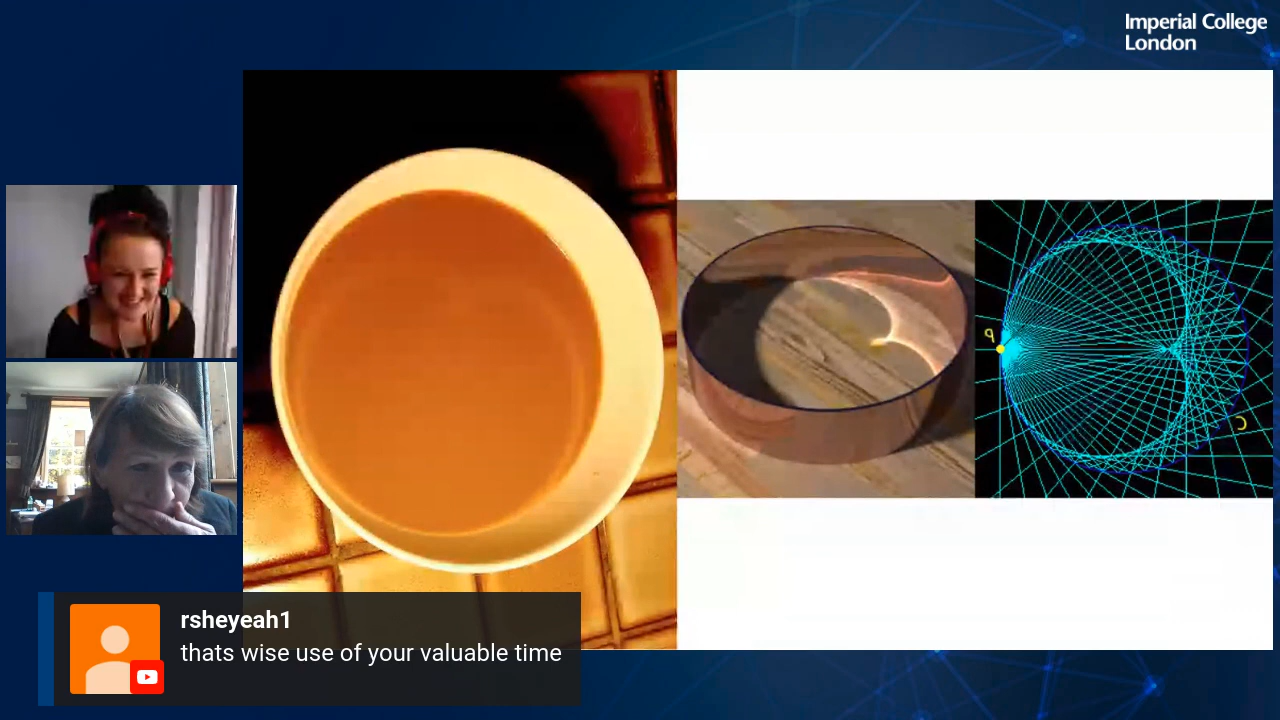 Imperial College
London
P
C
rsheyeah1
thats wise use of your valuable time